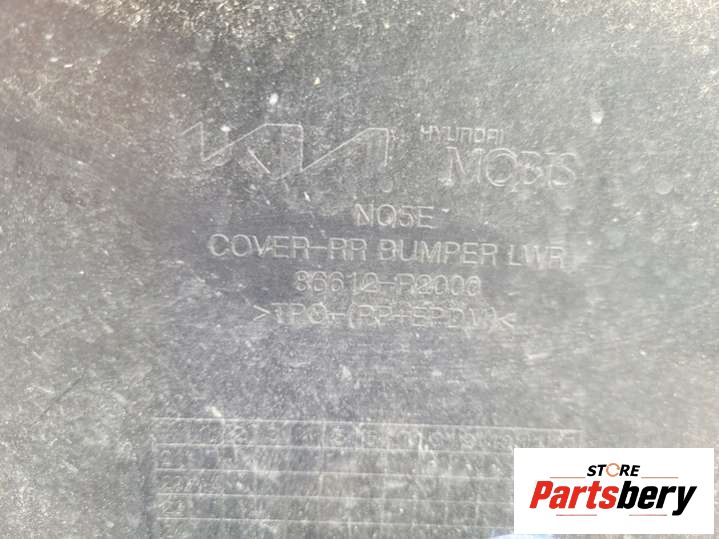 KIA HYUNDAI
MOBIS
NQ5E
COVER-RR BUMPER LWR
86612-R2000
>TPO-(PP+EPDM)<
STORE
Partsbery